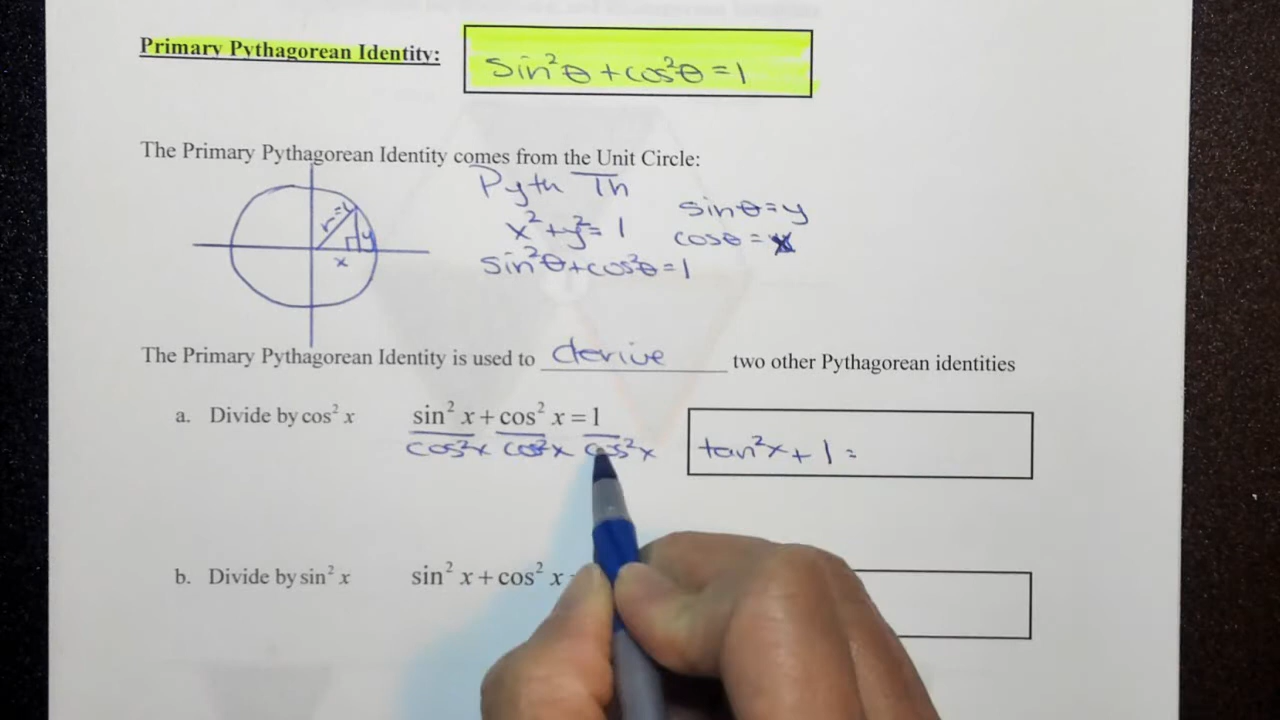 Primary Pythagorean Identity: sin²θ + cos²θ = 1
The Primary Pythagorean Identity comes from the Unit Circle:
Pyth Th
x² + y² = 1
sin²θ + cos²θ = 1
sinθ = y
cosθ = x
y
x
The Primary Pythagorean Identity is used to derive two other Pythagorean identities
a. Divide by cos² x sin² x + cos² x = 1
cos²x cos²x cos²x
tan²x + 1 =
b. Divide by sin² x sin² x + cos² x